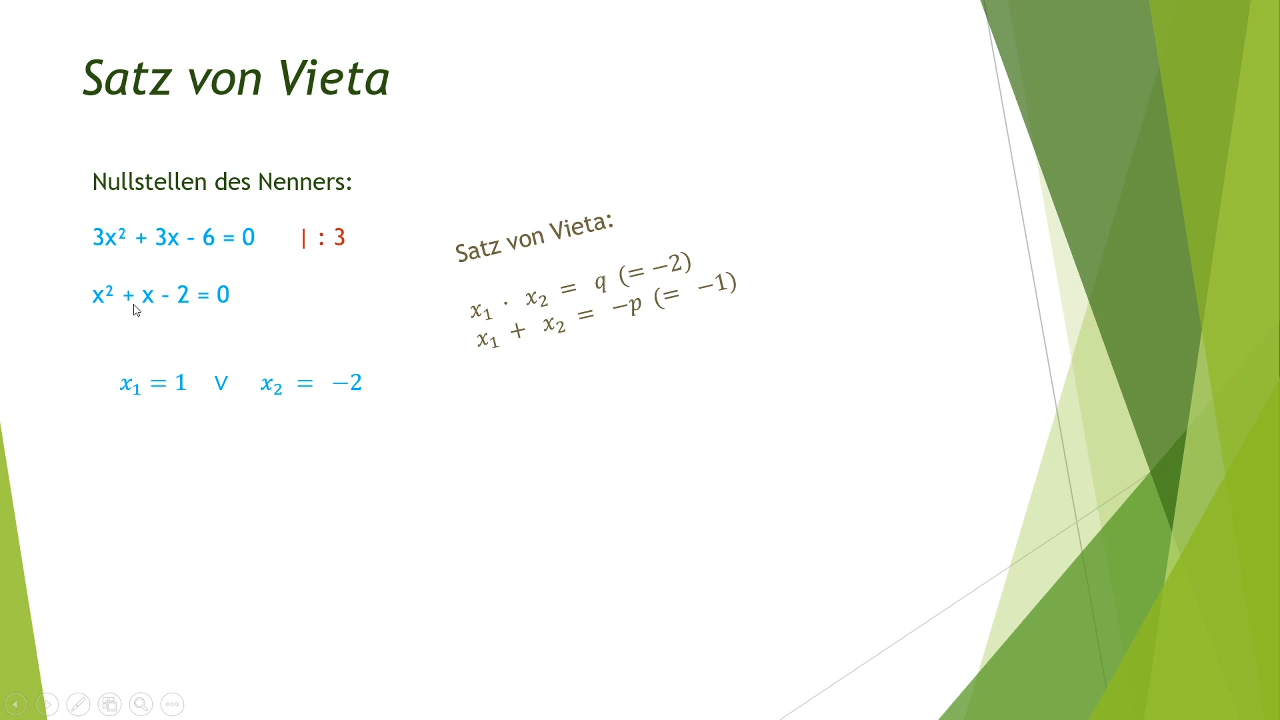 Satz von Vieta
Nullstellen des Nenners:
3x² + 3x – 6 = 0 | : 3
x² + x – 2 = 0
x₁ = 1 ∨ x₂ = −2
Satz von Vieta:
x₁ · x₂ = q (= −2)
x₁ + x₂ = −p (= −1)